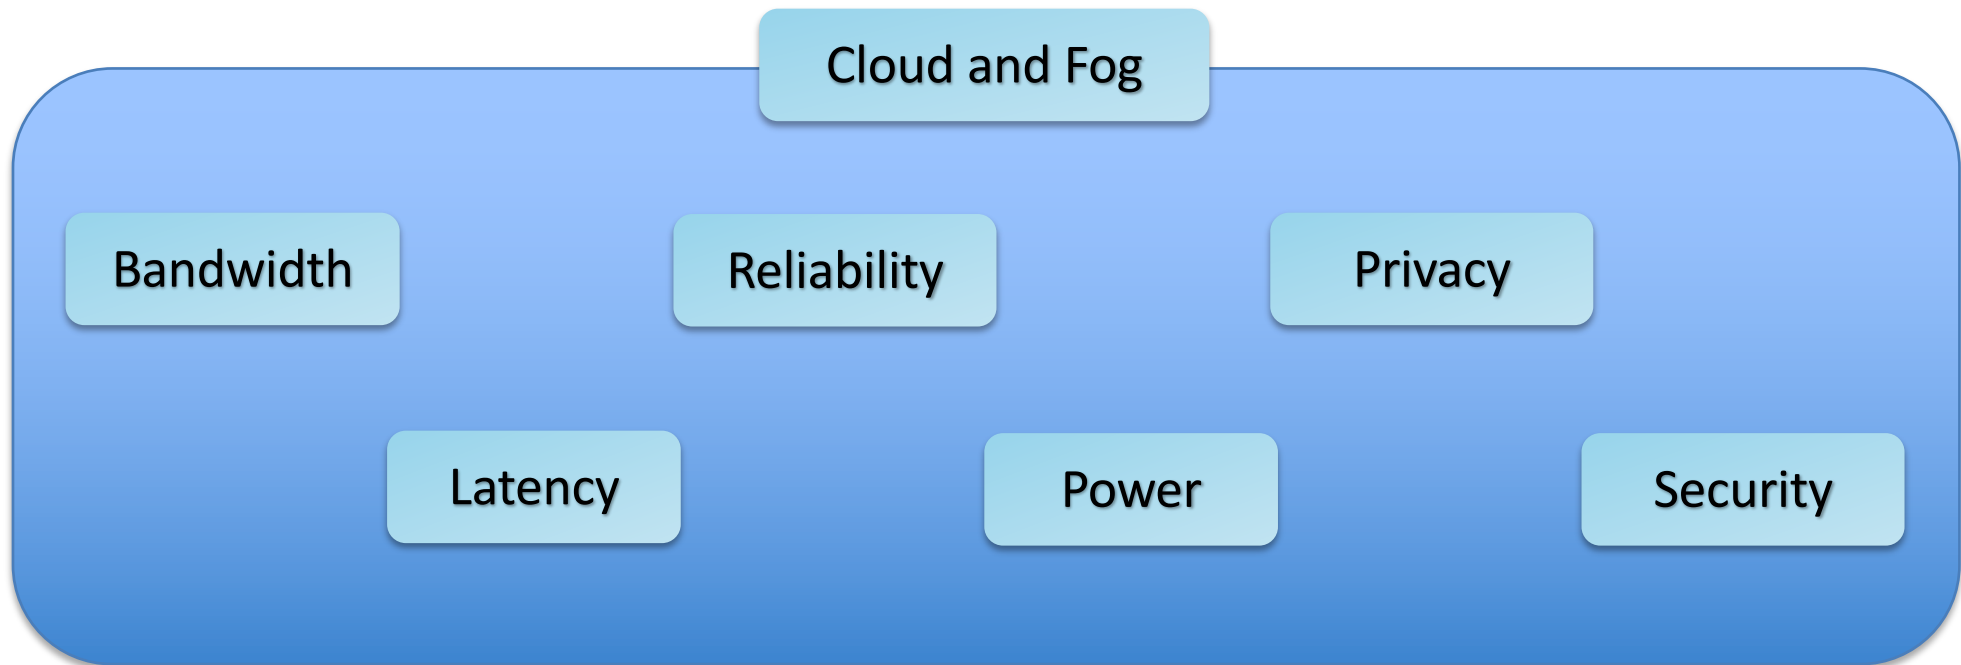 Cloud and Fog
Bandwidth
Reliability
Privacy
Latency
Power
Security